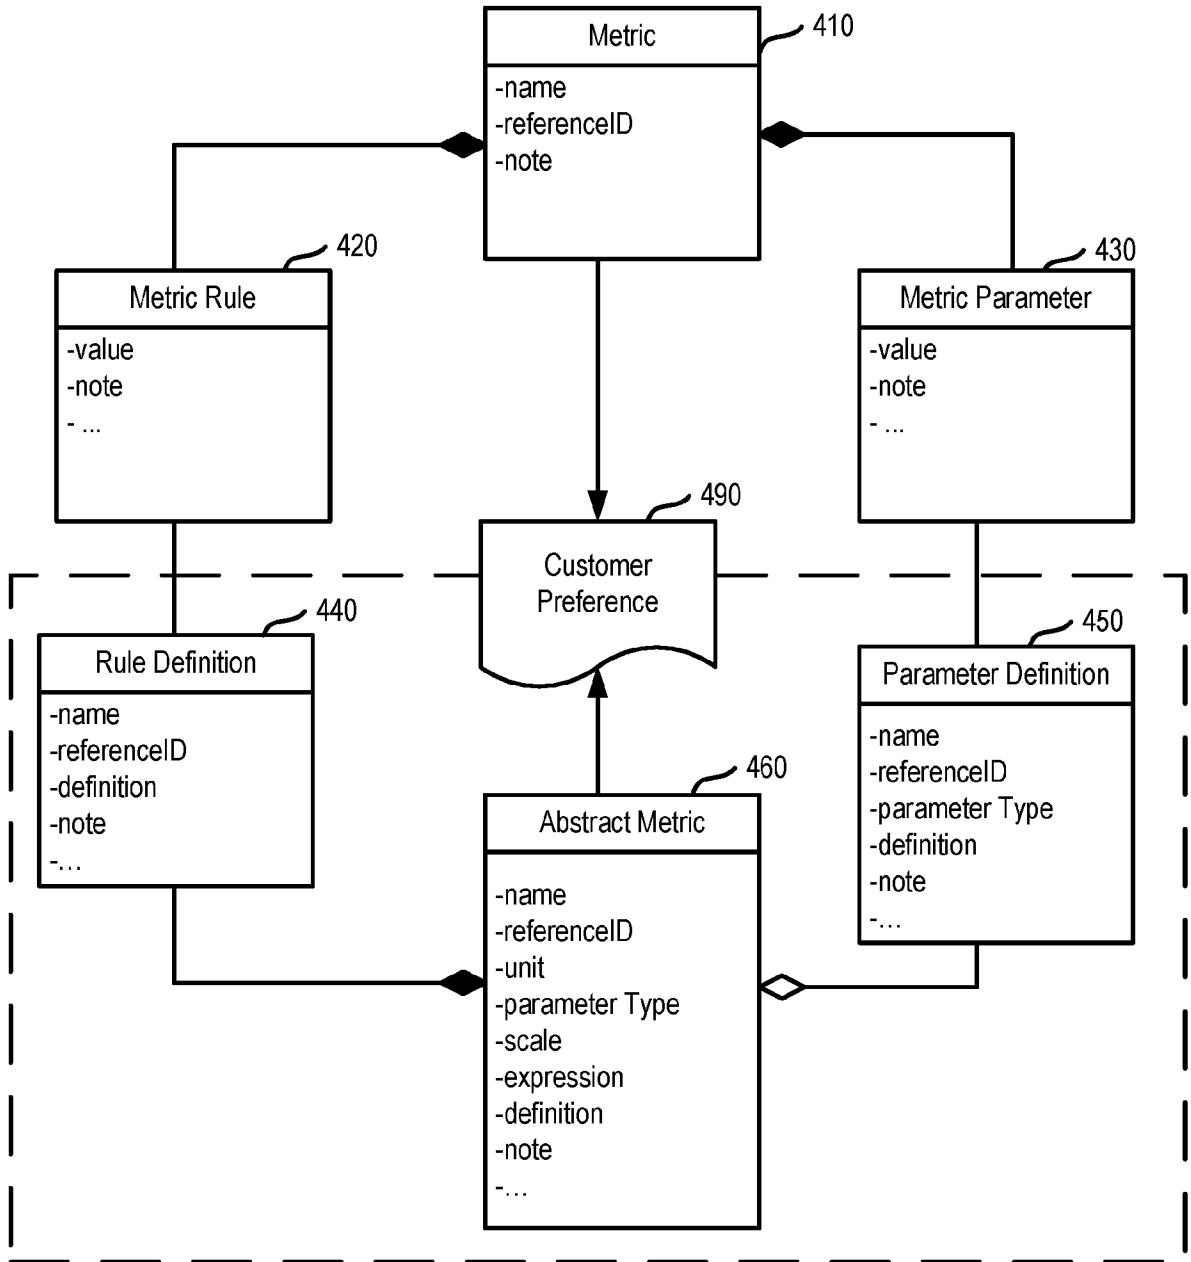 Metric
410
-name
-referenceID
-note
Metric Rule
420
-value
-note
- ...
Metric Parameter
430
-value
-note
- ...
Customer
Preference
490
Rule Definition
440
-name
-referenceID
-definition
-note
-...
Parameter Definition
450
-name
-referenceID
-parameter Type
-definition
-note
-...
Abstract Metric
460
-name
-referenceID
-unit
-parameter Type
-scale
-expression
-definition
-note
-...